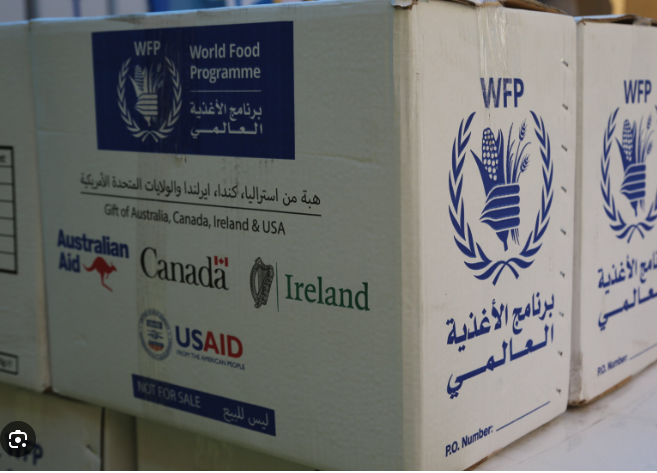 WFP
World Food
Programme
برنامج الأغذية
العالمي
هبة من استراليا، كندا، ايرلندا والولايات المتحدة الأمريكية
Gift of Australia, Canada, Ireland & USA
Australian
Aid
Canada
Ireland
USAID
FROM THE AMERICAN PEOPLE
NOT FOR SALE ليس للبيع
WFP
برنامج الأغذية
العالمي
P.O. Number:
WFP
برنامج
العالمي
P.O. Number:
WFP